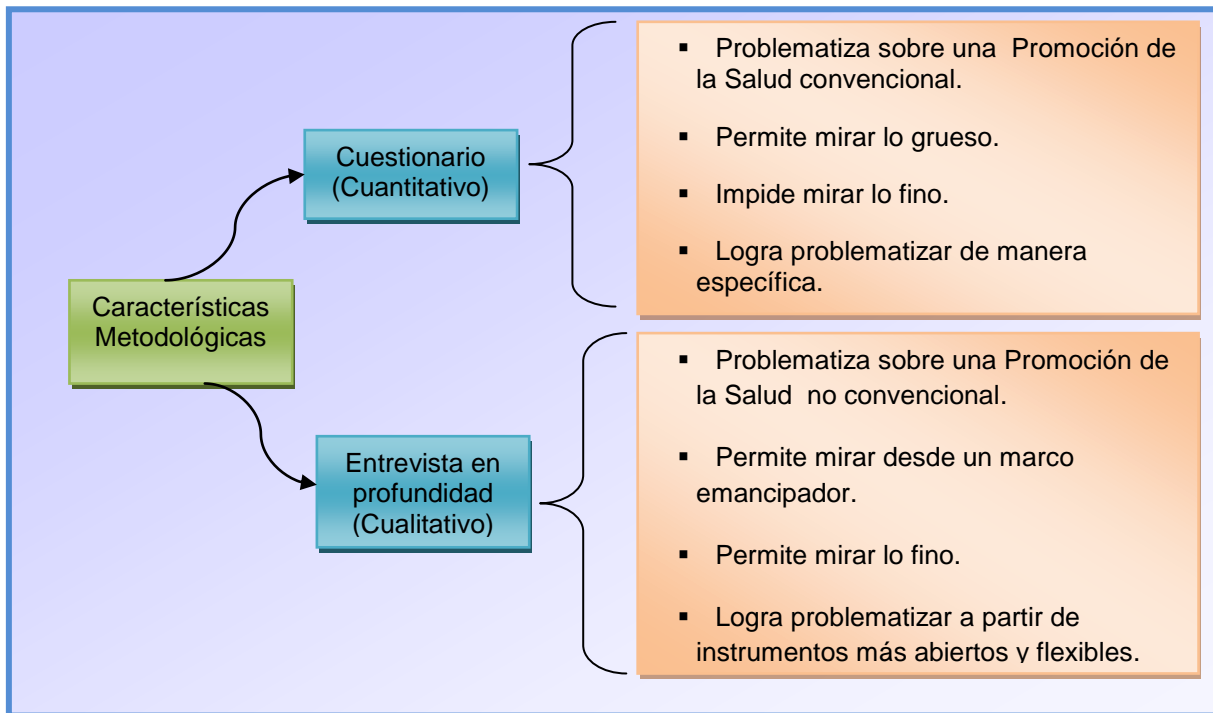 Características
Metodológicas
Cuestionario
(Cuantitativo)
▪ Problematiza sobre una Promoción de
la Salud convencional.
▪ Permite mirar lo grueso.
▪ Impide mirar lo fino.
▪ Logra problematizar de manera
específica.
Entrevista en
profundidad
(Cualitativo)
▪ Problematiza sobre una Promoción de
la Salud no convencional.
▪ Permite mirar desde un marco
emancipador.
▪ Permite mirar lo fino.
▪ Logra problematizar a partir de
instrumentos más abiertos y flexibles.